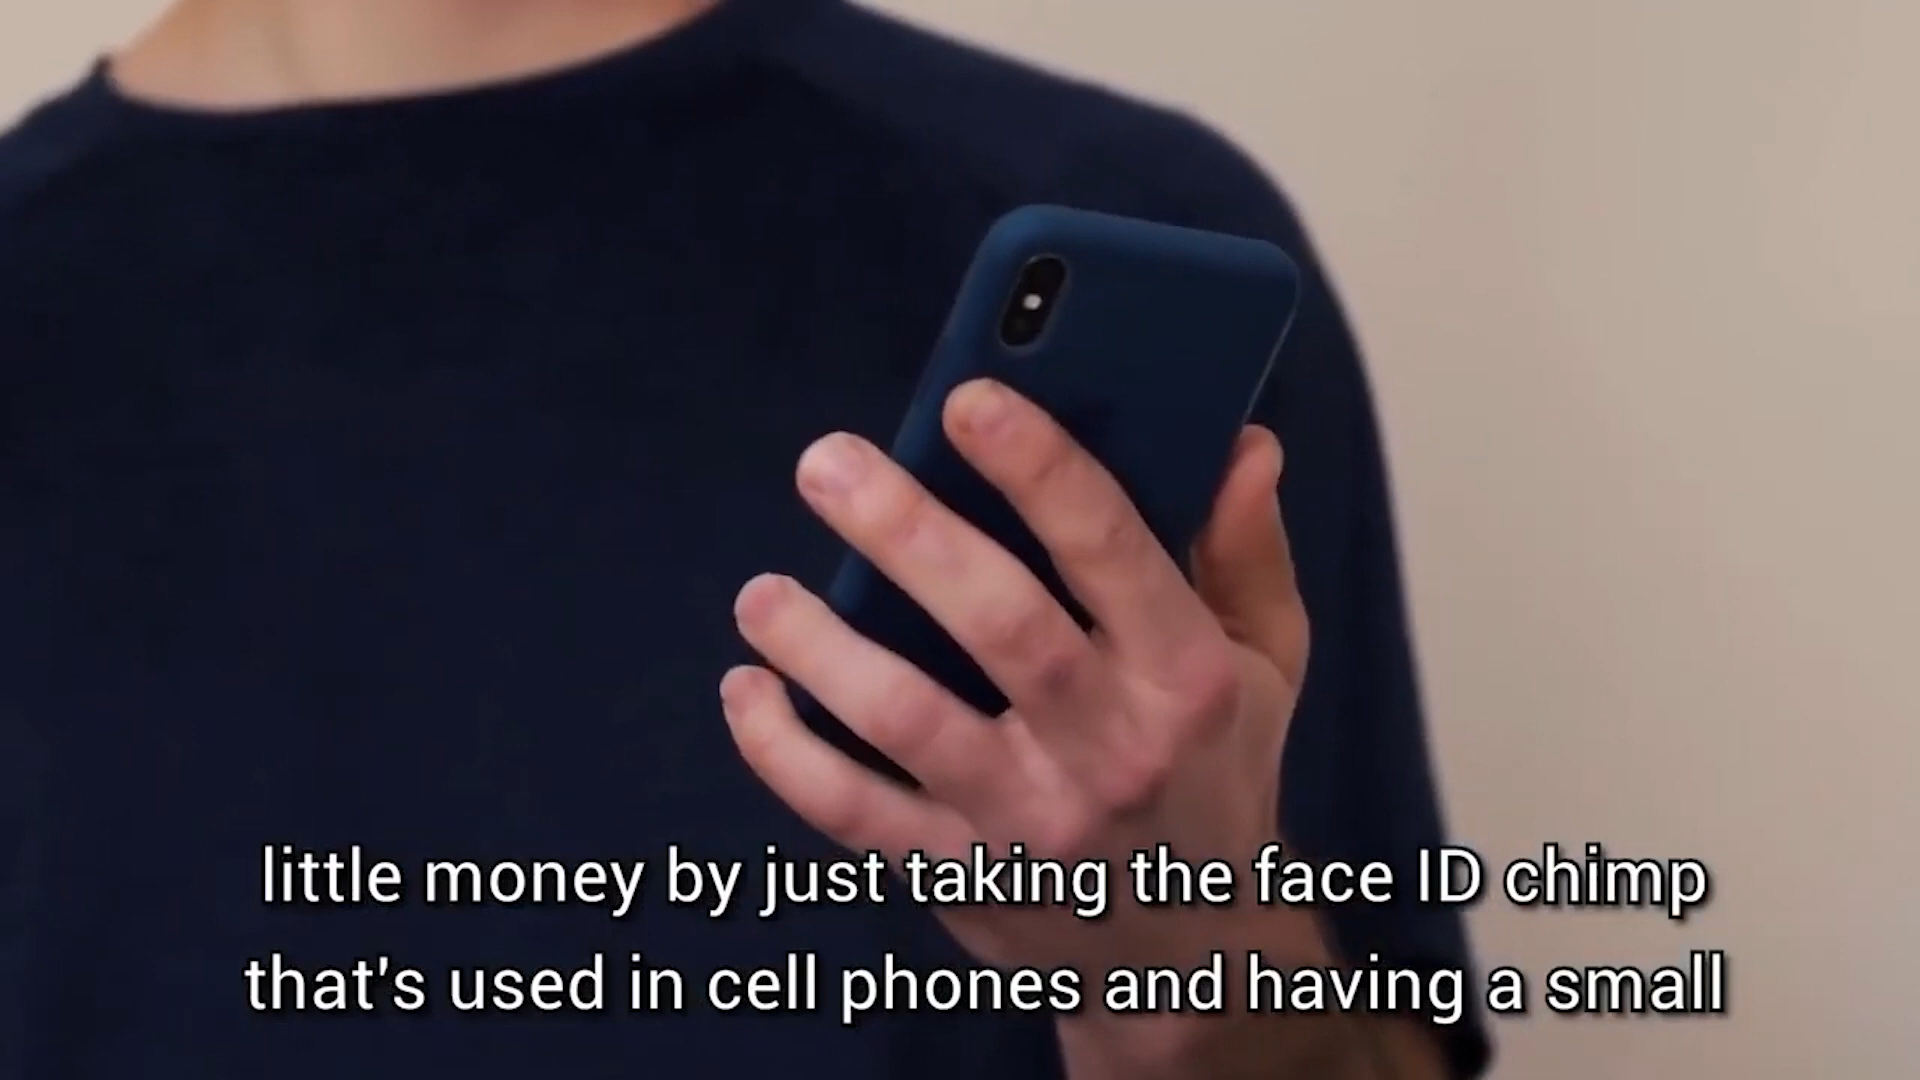 little money by just taking the face ID chimp
that's used in cell phones and having a small